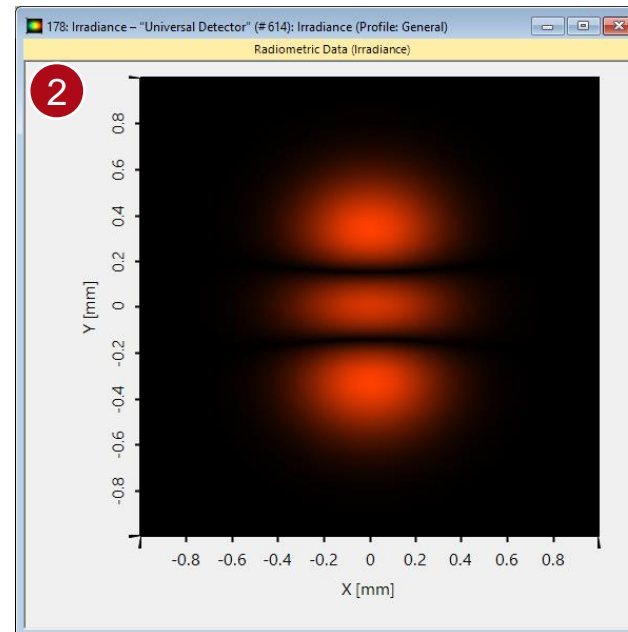 178: Irradiance – "Universal Detector" (#614): Irradiance (Profile: General)
Radiometric Data (Irradiance)
2
0.8
0.6
0.4
0.2
0
-0.2
-0.4
-0.6
-0.8
Y [mm]
-0.8 -0.6 -0.4 -0.2 0 0.2 0.4 0.6 0.8
X [mm]